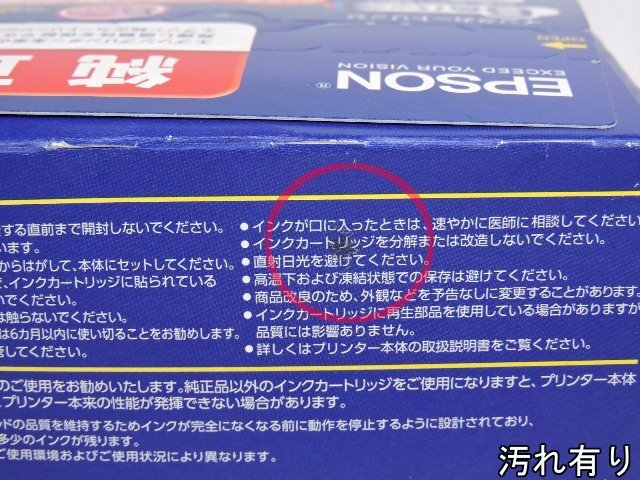 OPEN
EPSON®
EXCEED YOUR VISION
純
する直前まで開封しないでください。
います。
からはがして、本体にセットしてください。
、インクカートリッジに貼られている
ださい。
は触らないでください。
は6カ月以内に使い切ることをお勧めします。
してください。
●インクが口に入ったときは、速やかに医師に相談してください
●インクカートリッジを分解または改造しないでください。
●直射日光を避けてください。
●高温下および凍結状態での保存は避けてください。
●商品改良のため、外観などを予告なしに変更することがあります。
●インクカートリッジに再生部品を使用している場合がありますが
品質には影響ありません。
●詳しくはプリンター本体の取扱説明書をご覧ください。
のご使用をお勧めいたします。純正品以外のインクカートリッジをご使用になりますと、プリンター本体
プリンター本来の性能が発揮できない場合があります。
ドの品質を維持するためインクが完全になくなる前に動作を停止するように設計されており、
多少のインクが残ります。
ご使用環境およびご使用状況により異なります。
汚れ有り